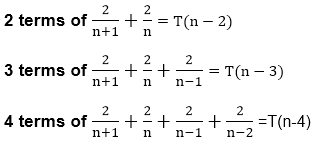 2 terms of 2/(n+1) + 2/n = T(n − 2)
3 terms of 2/(n+1) + 2/n + 2/(n−1) = T(n − 3)
4 terms of 2/(n+1) + 2/n + 2/(n−1) + 2/(n−2) =T(n-4)